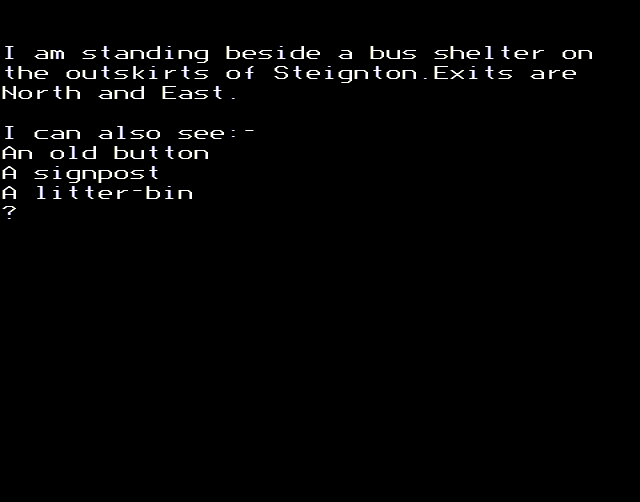 I am standing beside a bus shelter on
the outskirts of Steignton.Exits are
North and East.
I can also see:-
An old button
A signpost
A litter-bin
?